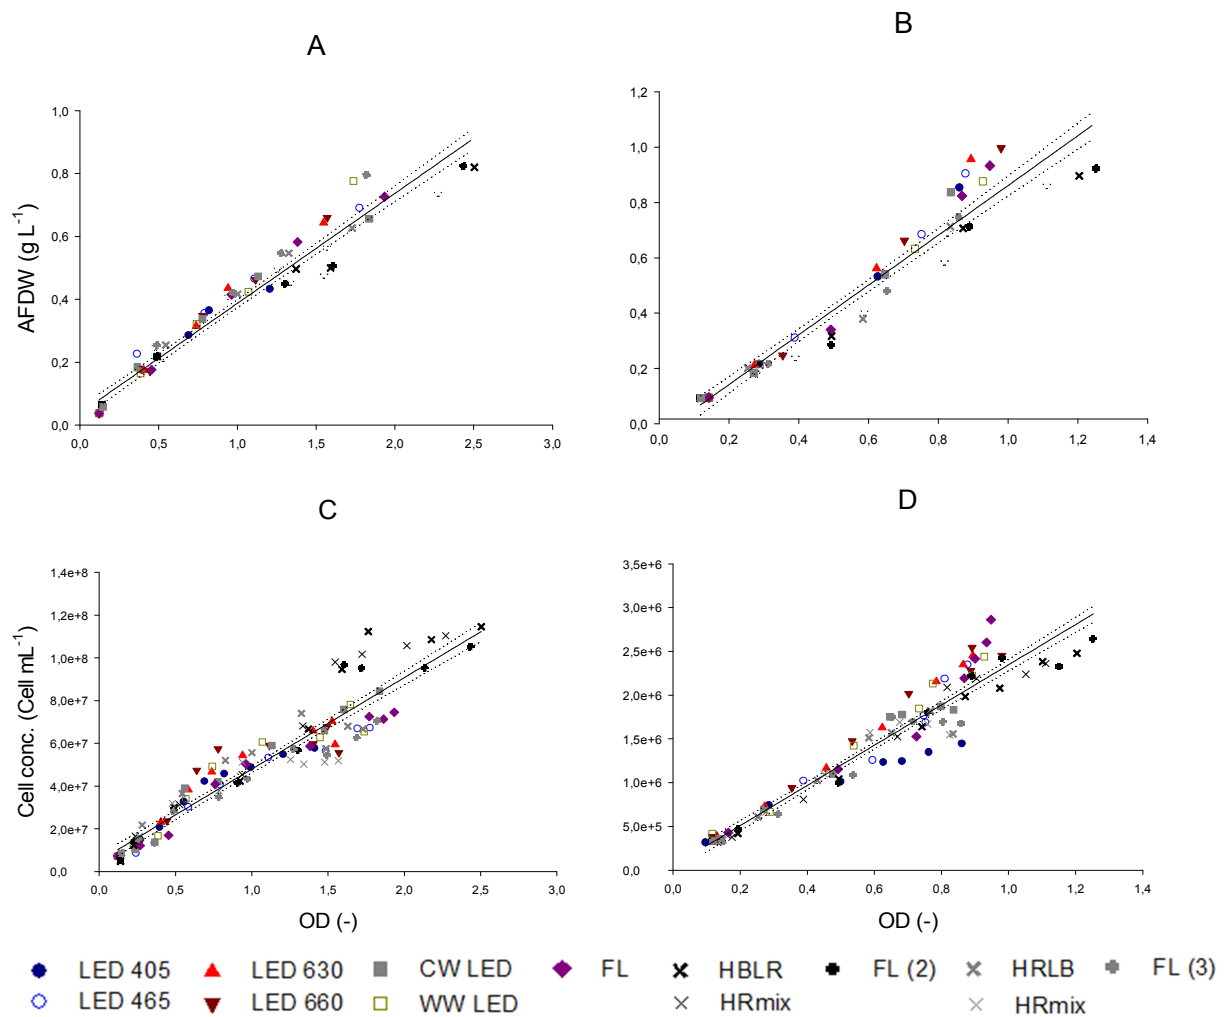 A
B
AFDW (g L-1)
1,0
0,8
0,6
0,4
0,2
0,0
0,0 0,5 1,0 1,5 2,0 2,5 3,0
1,2
1,0
0,8
0,6
0,4
0,2
0,0
0,0 0,2 0,4 0,6 0,8 1,0 1,2 1,4
C
D
Cell conc. (Cell mL-1)
1,4e+8
1,2e+8
1,0e+8
8,0e+7
6,0e+7
4,0e+7
2,0e+7
0,0
0,0 0,5 1,0 1,5 2,0 2,5 3,0
OD (-)
3,5e+6
3,0e+6
2,5e+6
2,0e+6
1,5e+6
1,0e+6
5,0e+5
0,0
0,0 0,2 0,4 0,6 0,8 1,0 1,2 1,4
OD (-)
LED 405 LED 630 CW LED FL HBLR FL (2) HRLB FL (3)
LED 465 LED 660 WW LED HRmix HRmix